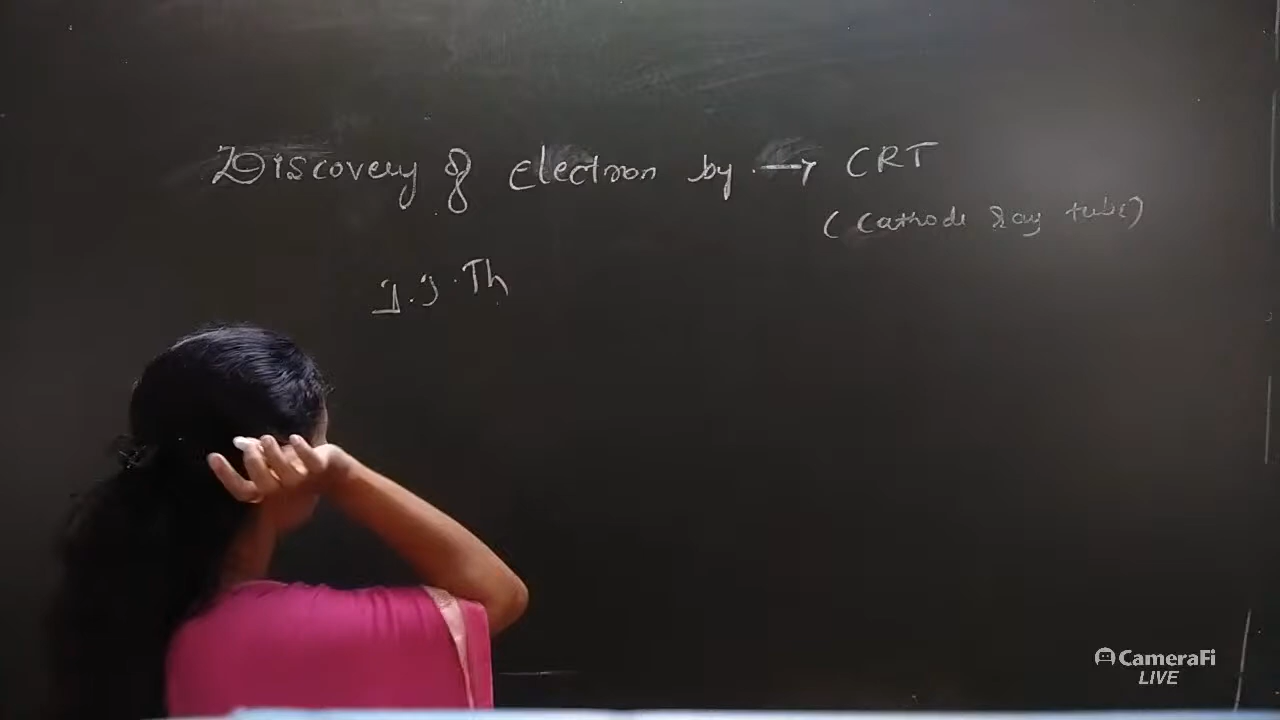 Discovery of electron by → CRT
(Cathode ray tube)
J.J.Th
CameraFi
LIVE